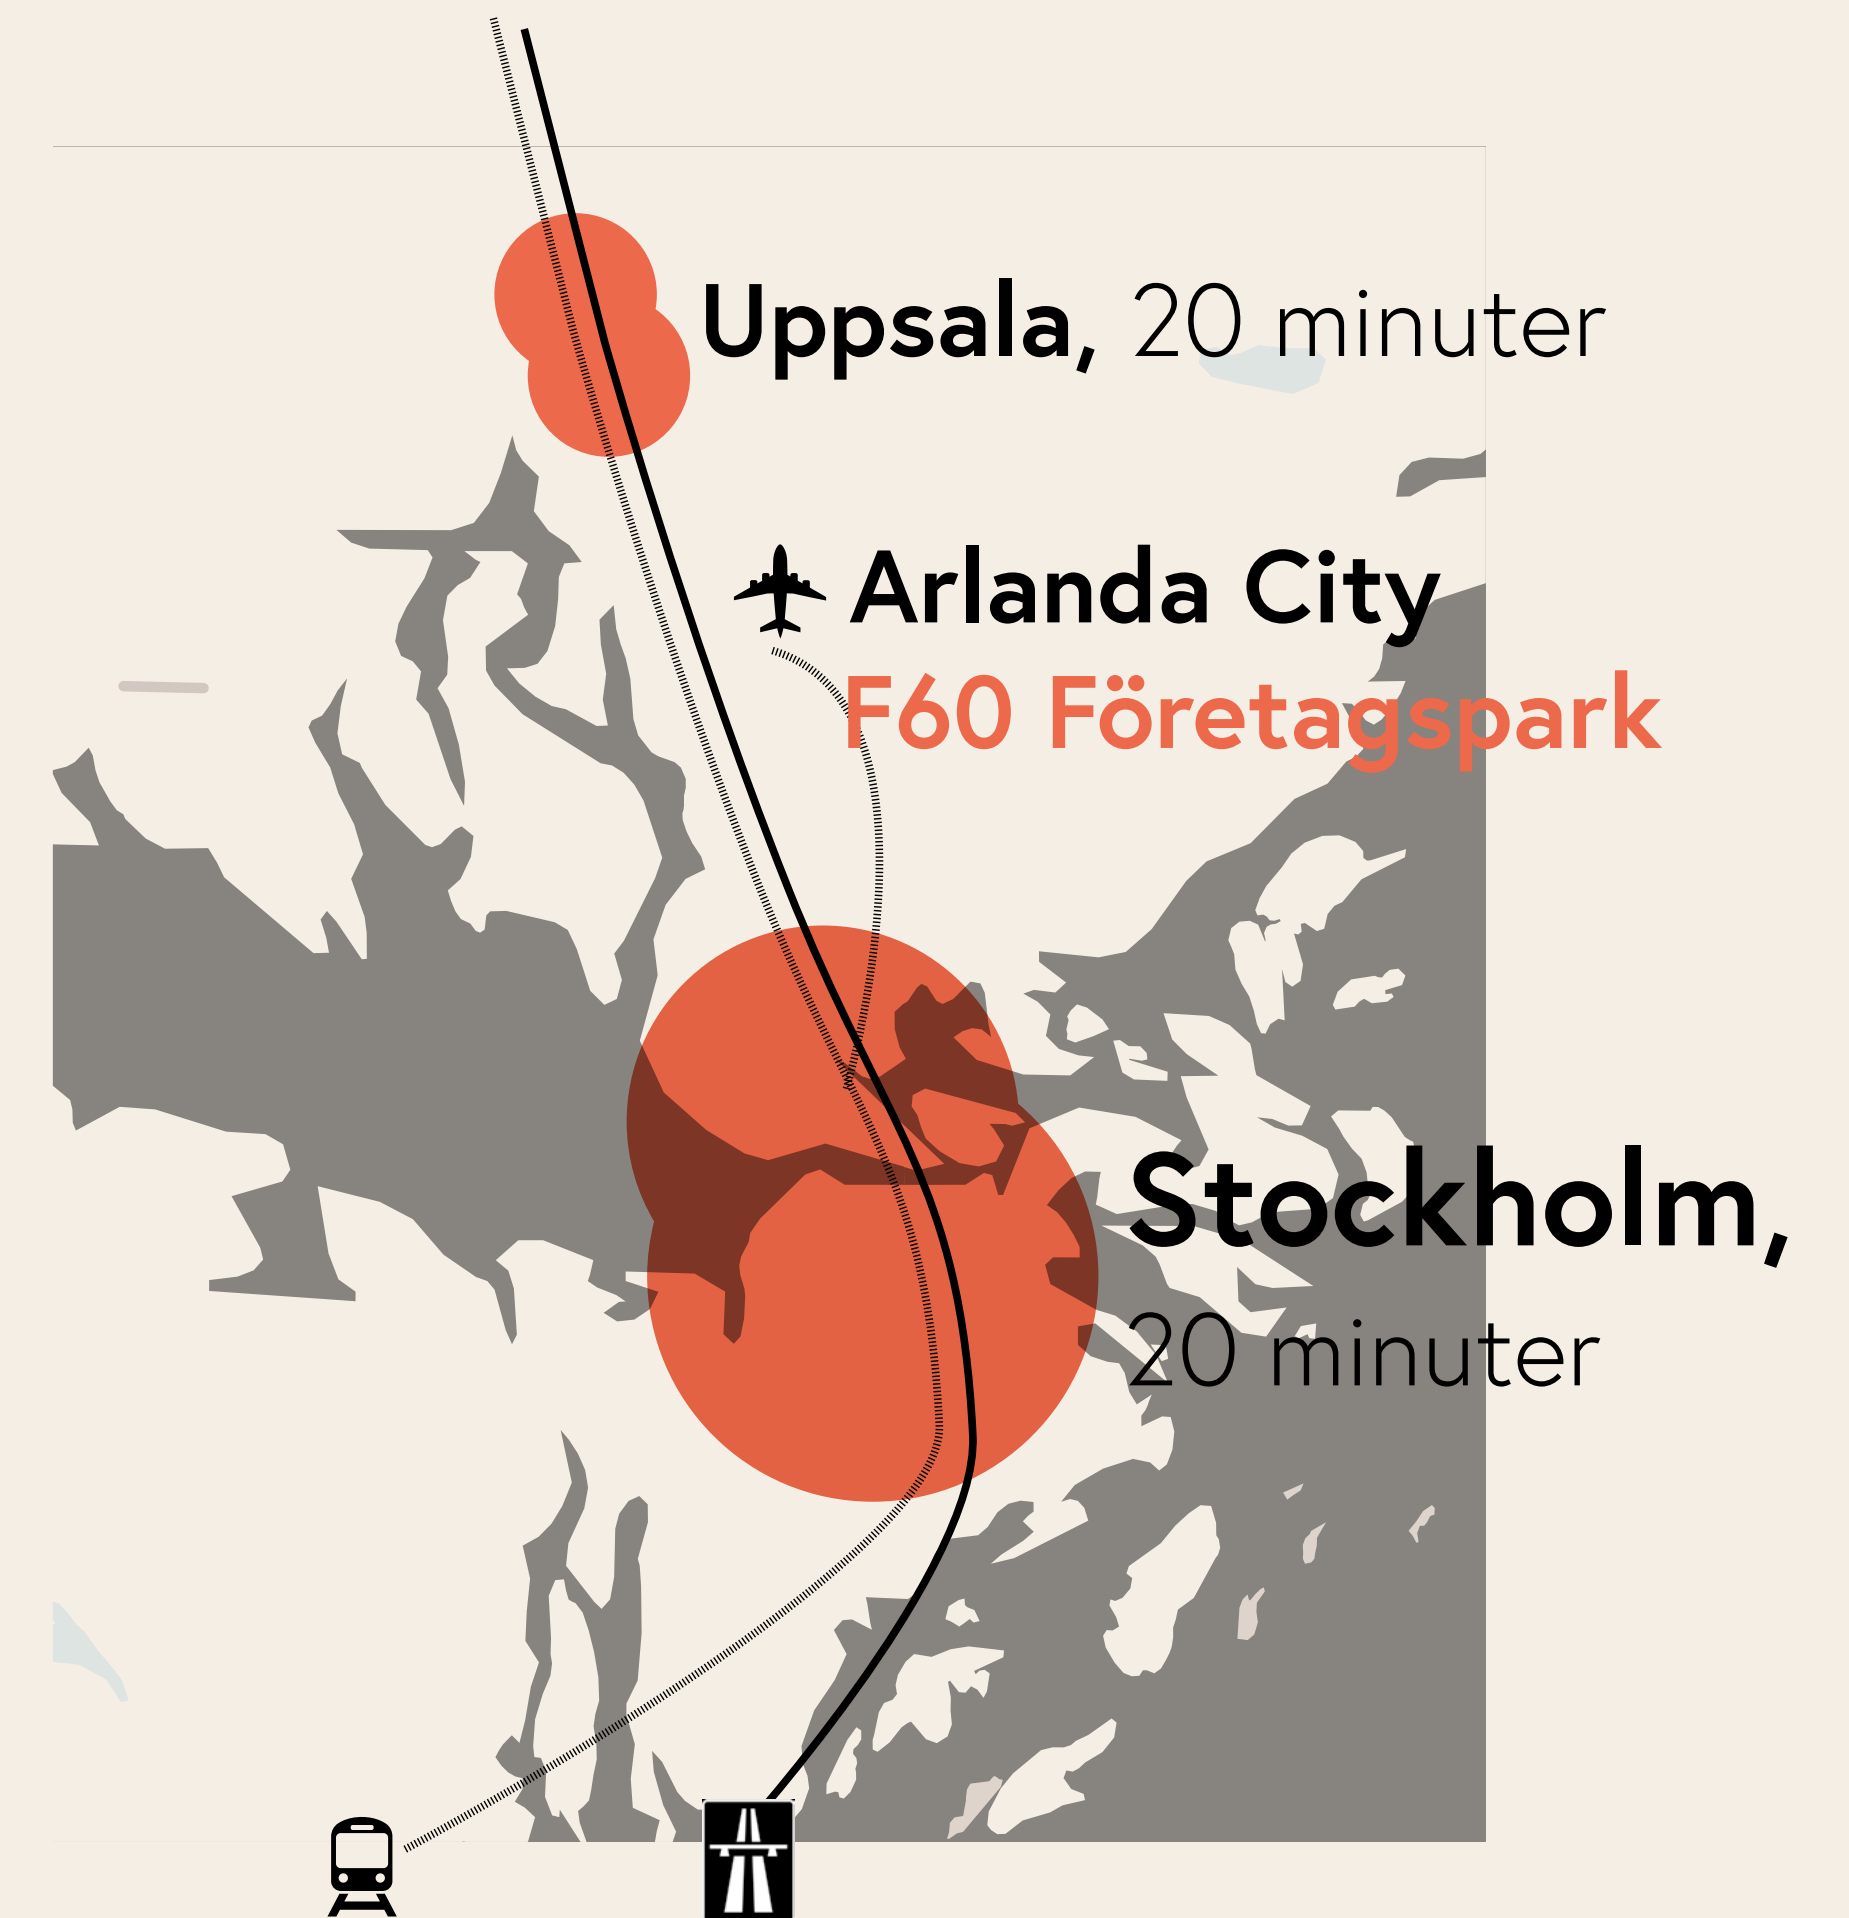 Uppsala, 20 minuter
Arlanda City
F60 Företagspark
Stockholm,
20 minuter